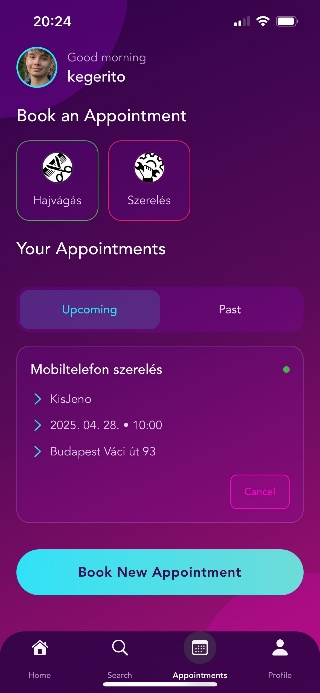 20:24
Good morning
kegerito
Book an Appointment
Hajvágás
Szerelés
Your Appointments
Upcoming
Past
Mobiltelefon szerelés
KisJeno
2025. 04. 28. • 10:00
Budapest Váci út 93
Cancel
Book New Appointment
Home
Search
Appointments
Profile